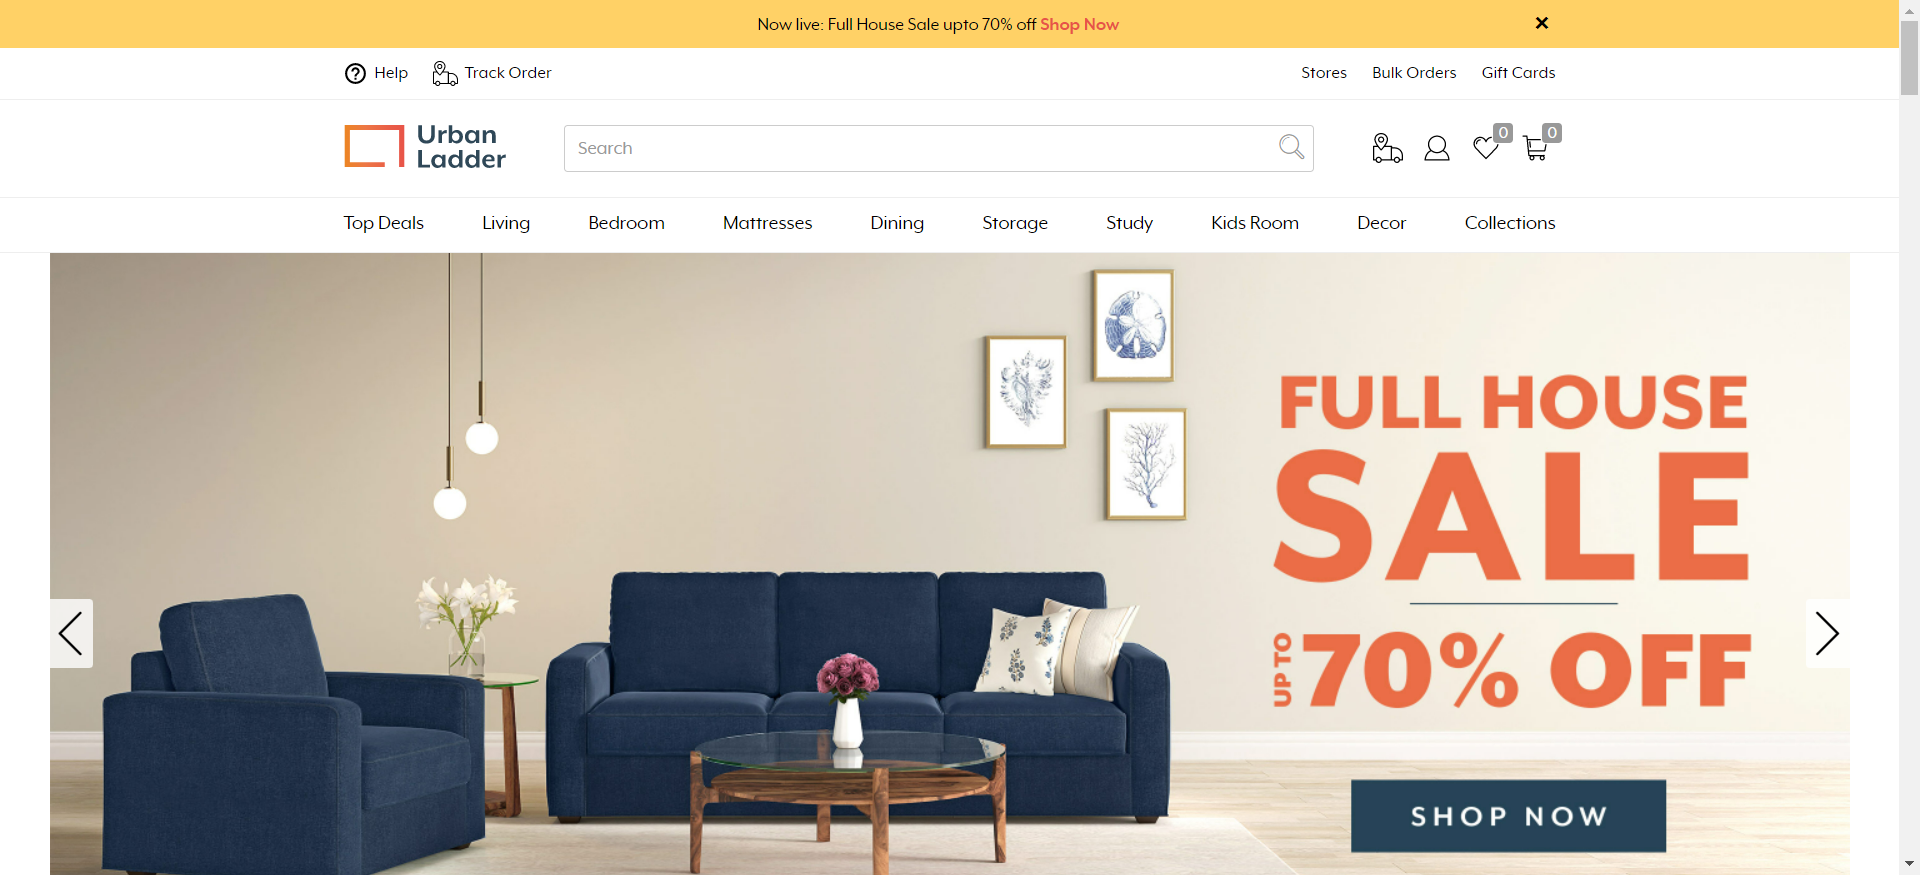 Now live: Full House Sale upto 70% off Shop Now
Help
Track Order
Stores
Bulk Orders
Gift Cards
Urban
Ladder
Search
0
0
Top Deals
Living
Bedroom
Mattresses
Dining
Storage
Study
Kids Room
Decor
Collections
FULL HOUSE
SALE
UP TO 70% OFF
SHOP NOW